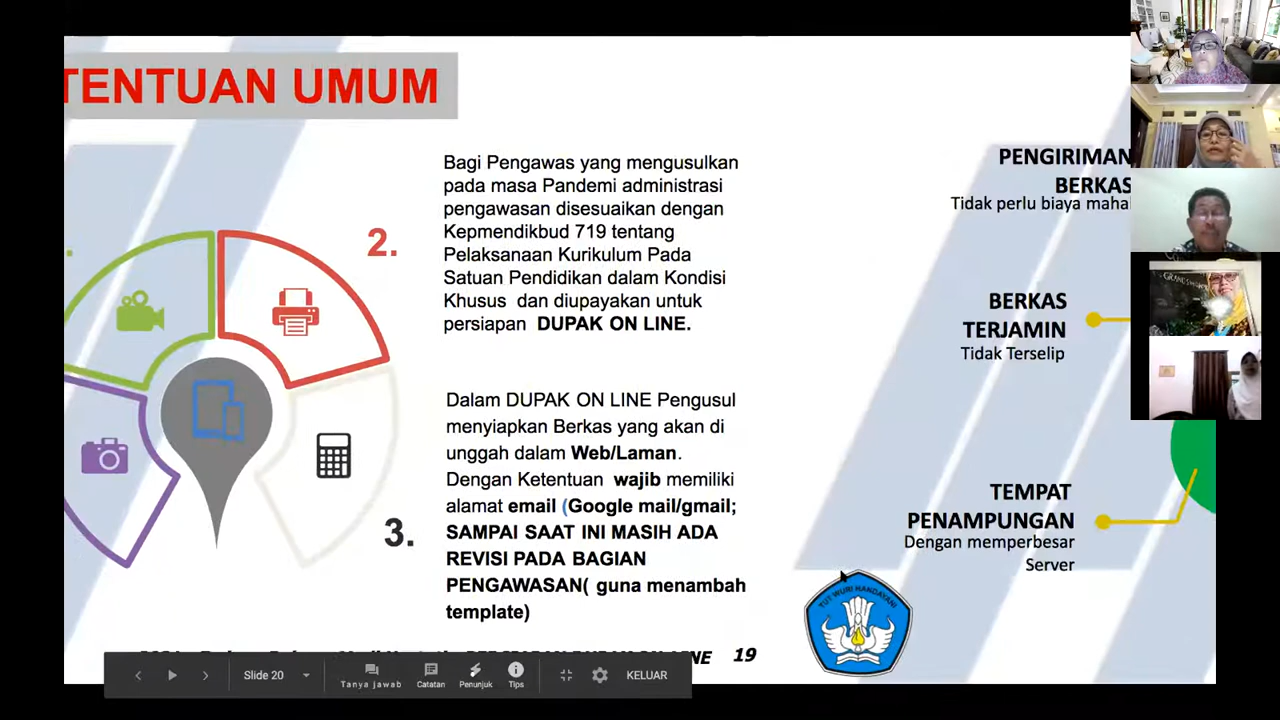 TENTUAN UMUM
2.
Bagi Pengawas yang mengusulkan
pada masa Pandemi administrasi
pengawasan disesuaikan dengan
Kepmendikbud 719 tentang
Pelaksanaan Kurikulum Pada
Satuan Pendidikan dalam Kondisi
Khusus dan diupayakan untuk
persiapan DUPAK ON LINE.
3.
Dalam DUPAK ON LINE Pengusul
menyiapkan Berkas yang akan di
unggah dalam Web/Laman.
Dengan Ketentuan wajib memiliki
alamat email (Google mail/gmail;
SAMPAI SAAT INI MASIH ADA
REVISI PADA BAGIAN
PENGAWASAN( guna menambah
template)
PENGIRIMAN
BERKAS
Tidak perlu biaya mahal
BERKAS
TERJAMIN
Tidak Terselip
TEMPAT
PENAMPUNGAN
Dengan memperbesar
Server
TUT WURI HANDAYANI
19
Slide 20
Tanya jawab
Catatan
Penunjuk
Tips
KELUAR